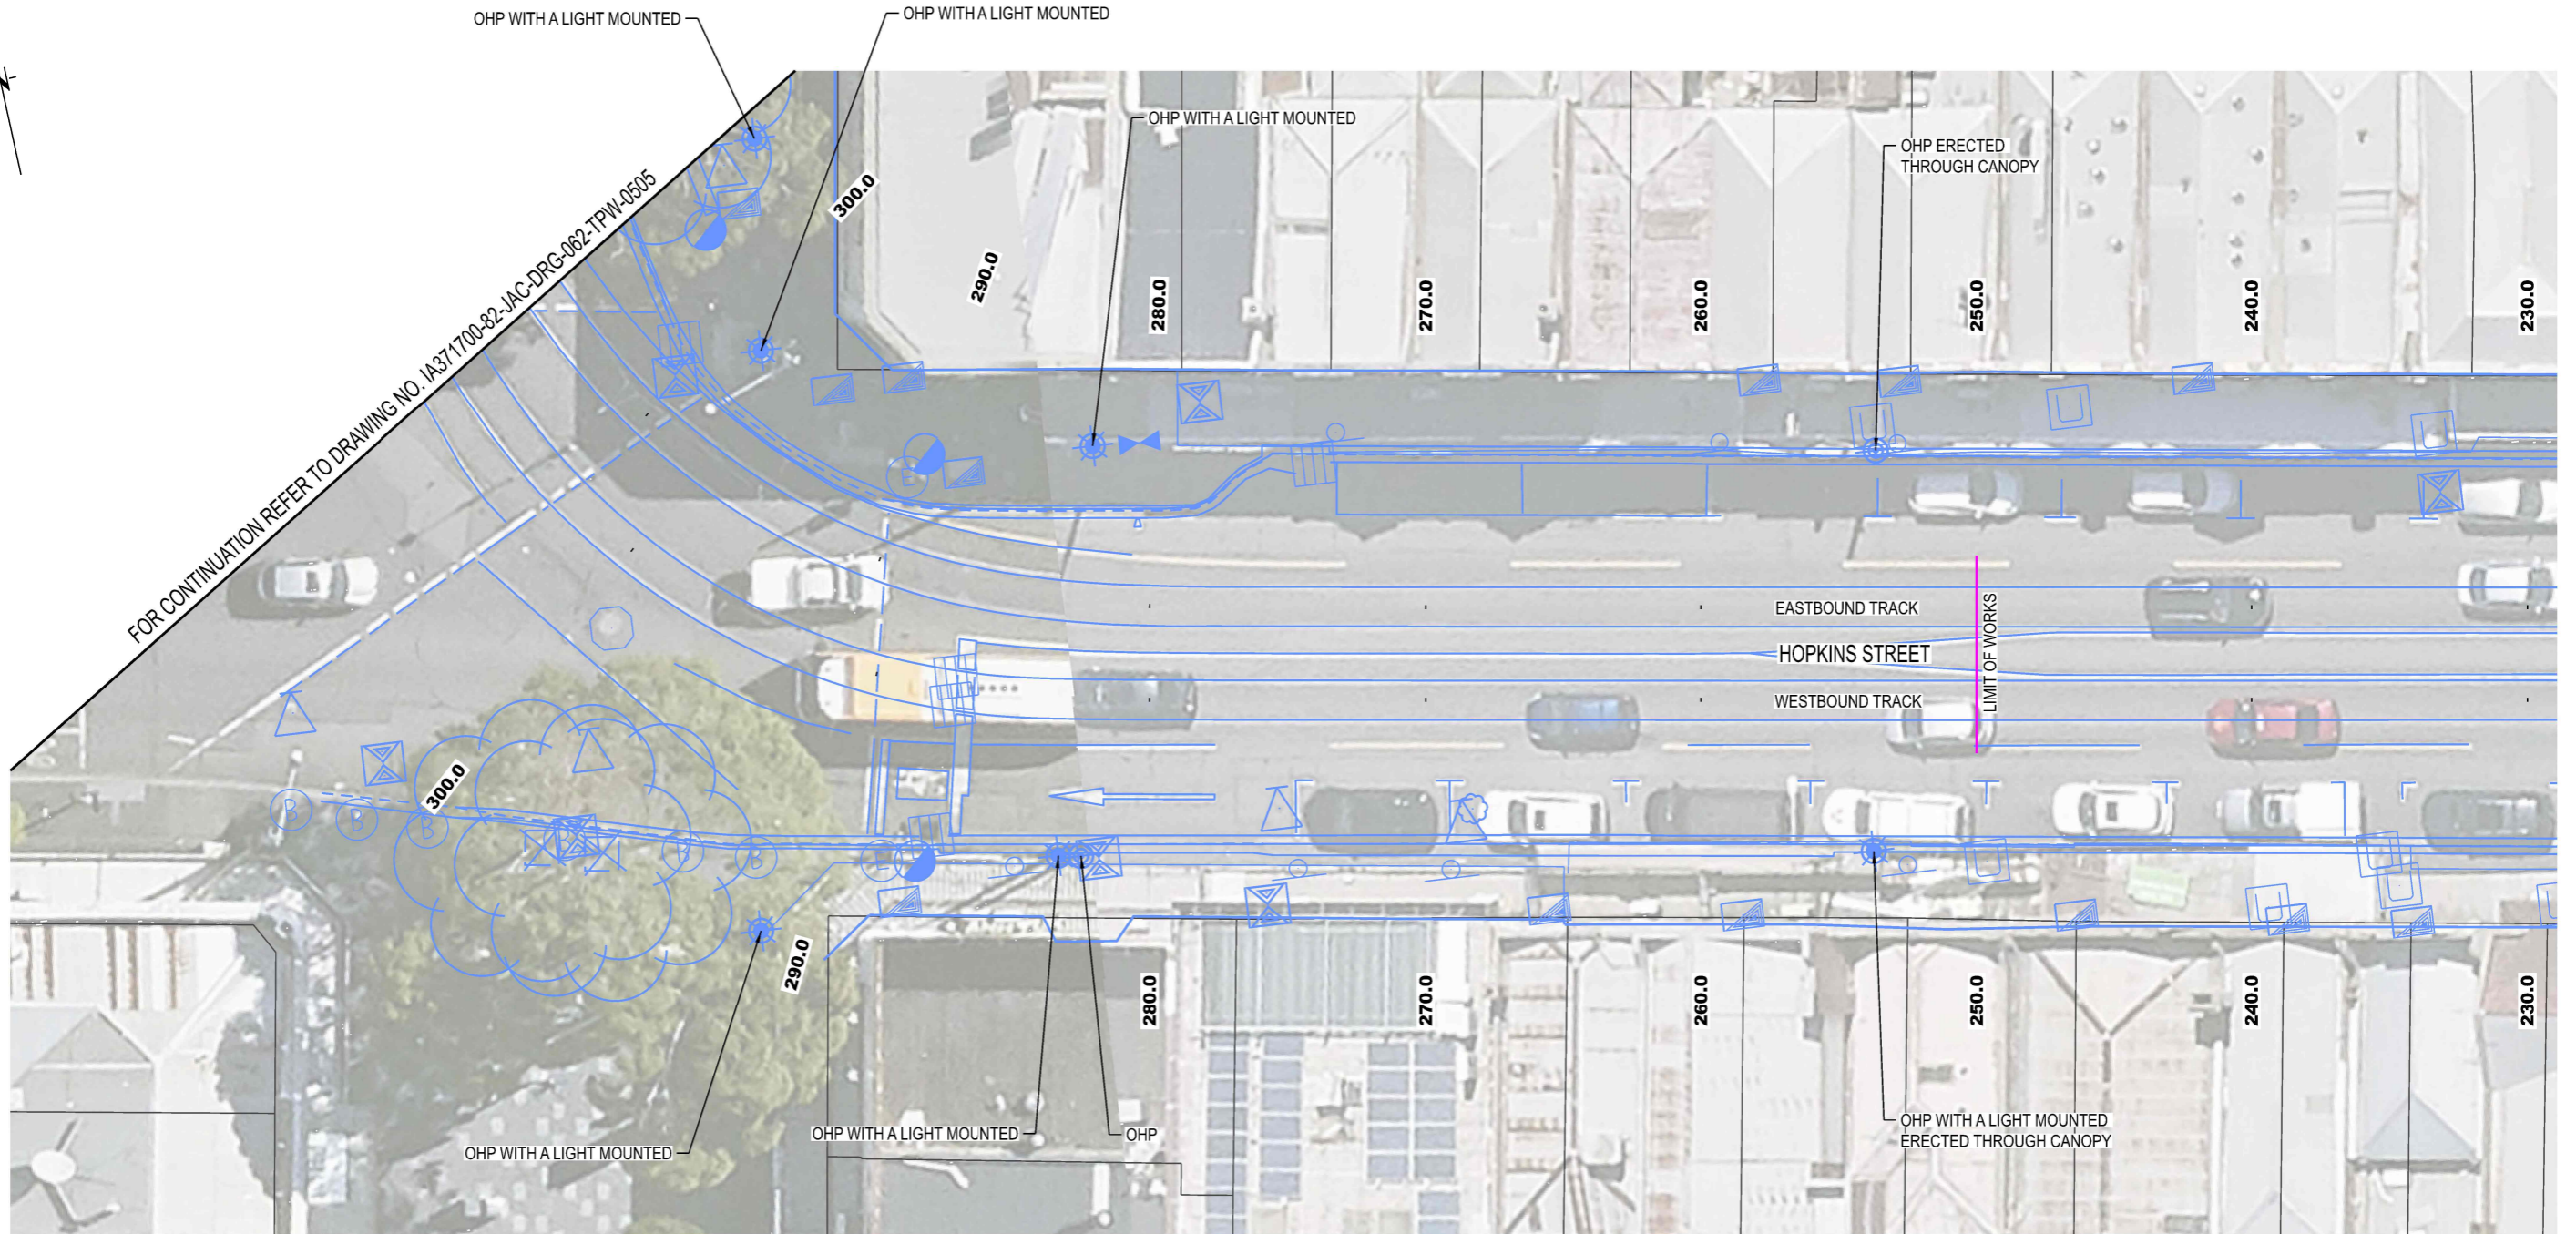 OHP WITH A LIGHT MOUNTED
OHP WITH A LIGHT MOUNTED
N
OHP WITH A LIGHT MOUNTED
OHP ERECTED
THROUGH CANOPY
FOR CONTINUATION REFER TO DRAWING NO. IA371700-82-JAC-DRG-062-TPW-0505
300.0
290.0
280.0
270.0
260.0
250.0
240.0
230.0
U
U
U
E
EASTBOUND TRACK
HOPKINS STREET
WESTBOUND TRACK
LIMIT OF WORKS
300.0
B
B
B
B
B
B
E
U
U
U
U
290.0
280.0
270.0
260.0
250.0
240.0
230.0
OHP WITH A LIGHT MOUNTED
OHP WITH A LIGHT MOUNTED
OHP
OHP WITH A LIGHT MOUNTED
ERECTED THROUGH CANOPY